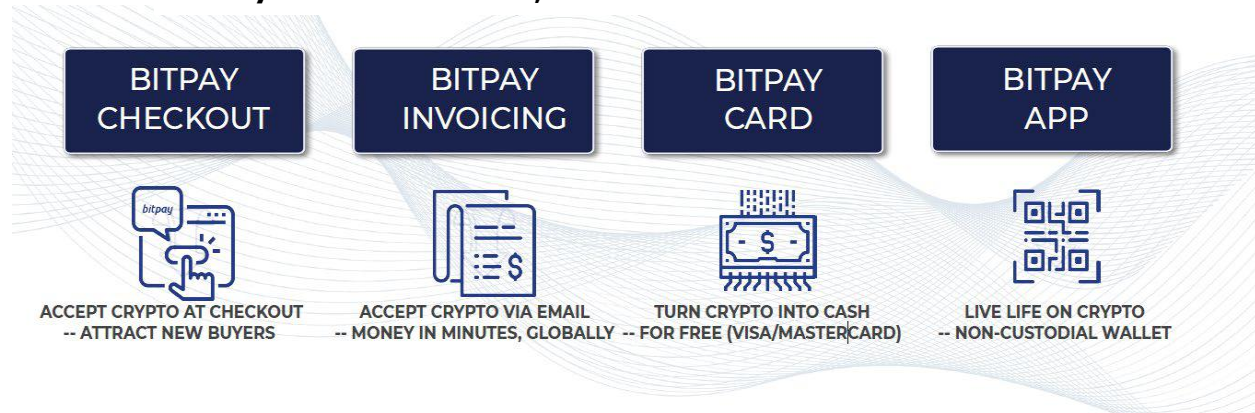 BITPAY
CHECKOUT
BITPAY
INVOICING
BITPAY
CARD
BITPAY
APP
bitpay
$
$
ACCEPT CRYPTO AT CHECKOUT
-- ATTRACT NEW BUYERS
ACCEPT CRYPTO VIA EMAIL
-- MONEY IN MINUTES, GLOBALLY
TURN CRYPTO INTO CASH
-- FOR FREE (VISA/MASTERCARD)
LIVE LIFE ON CRYPTO
-- NON-CUSTODIAL WALLET